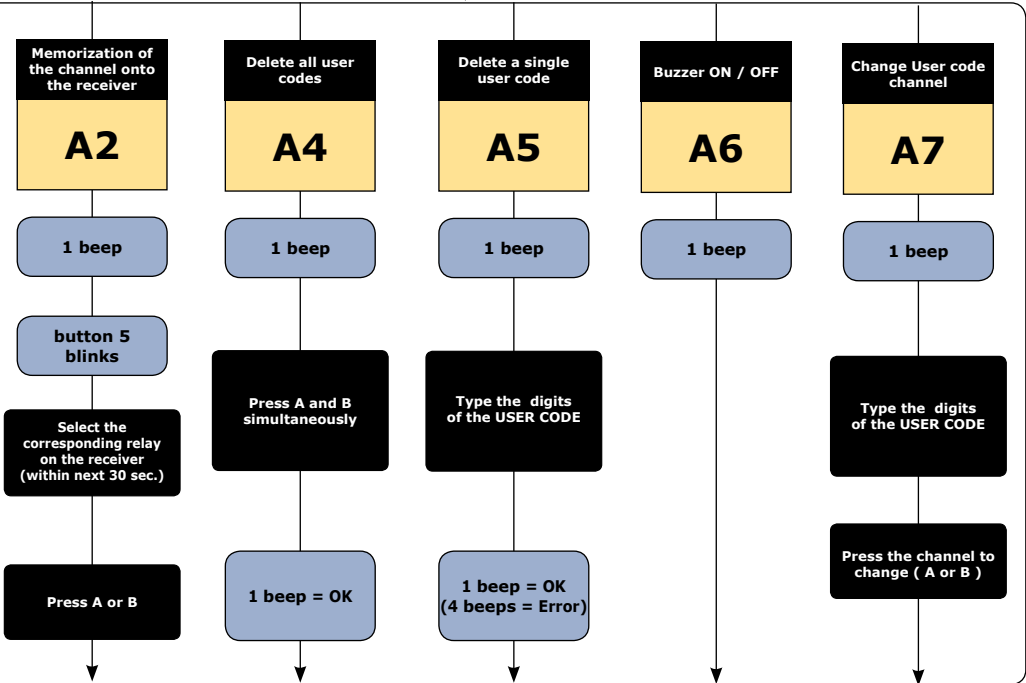 Memorization of
the channel onto
the receiver
A2
1 beep
button 5
blinks
Select the
corresponding relay
on the receiver
(within next 30 sec.)
Press A or B
Delete all user
codes
A4
1 beep
Press A and B
simultaneously
1 beep = OK
Delete a single
user code
A5
1 beep
Type the digits
of the USER CODE
1 beep = OK
(4 beeps = Error)
Buzzer ON / OFF
A6
1 beep
Change User code
channel
A7
1 beep
Type the digits
of the USER CODE
Press the channel to
change ( A or B )